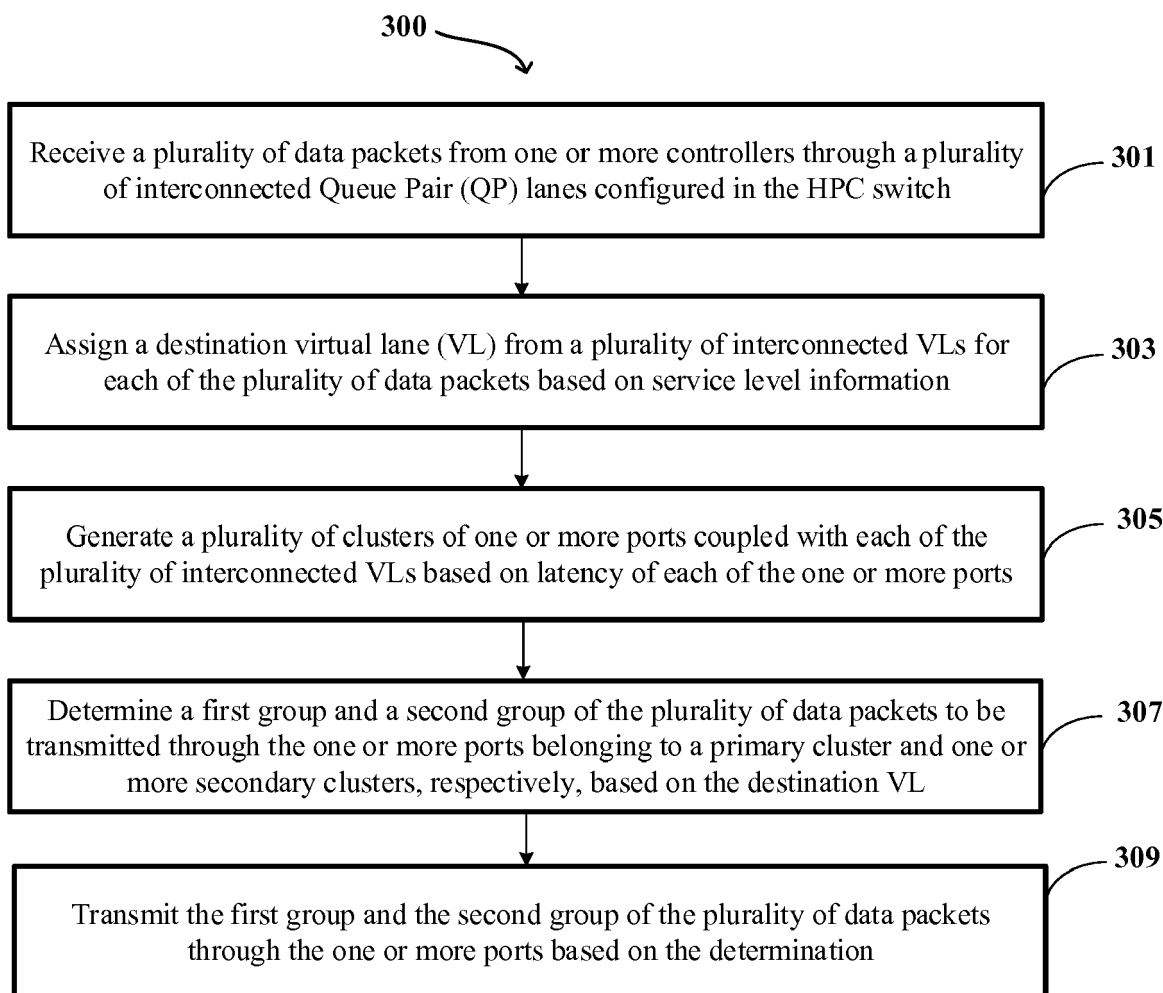 300
Receive a plurality of data packets from one or more controllers through a plurality
of interconnected Queue Pair (QP) lanes configured in the HPC switch
301
Assign a destination virtual lane (VL) from a plurality of interconnected VLs for
each of the plurality of data packets based on service level information
303
Generate a plurality of clusters of one or more ports coupled with each of the
plurality of interconnected VLs based on latency of each of the one or more ports
305
Determine a first group and a second group of the plurality of data packets to be
transmitted through the one or more ports belonging to a primary cluster and one or
more secondary clusters, respectively, based on the destination VL
307
Transmit the first group and the second group of the plurality of data packets
through the one or more ports based on the determination
309